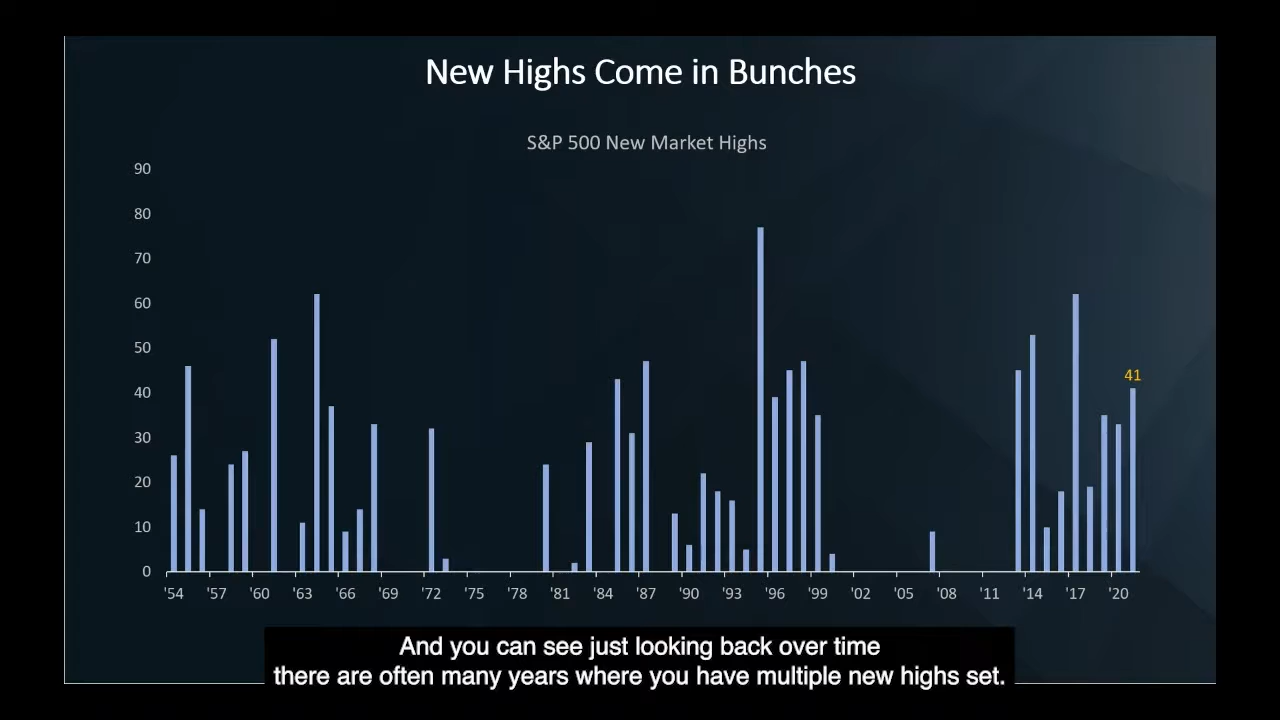 New Highs Come in Bunches
S&P 500 New Market Highs
90
80
70
60
50
40
30
20
10
0
41
'54 '57 '60 '63 '66 '69 '72 '75 '78 '81 '84 '87 '90 '93 '96 '99 '02 '05 '08 '11 '14 '17 '20
And you can see just looking back over time
there are often many years where you have multiple new highs set.